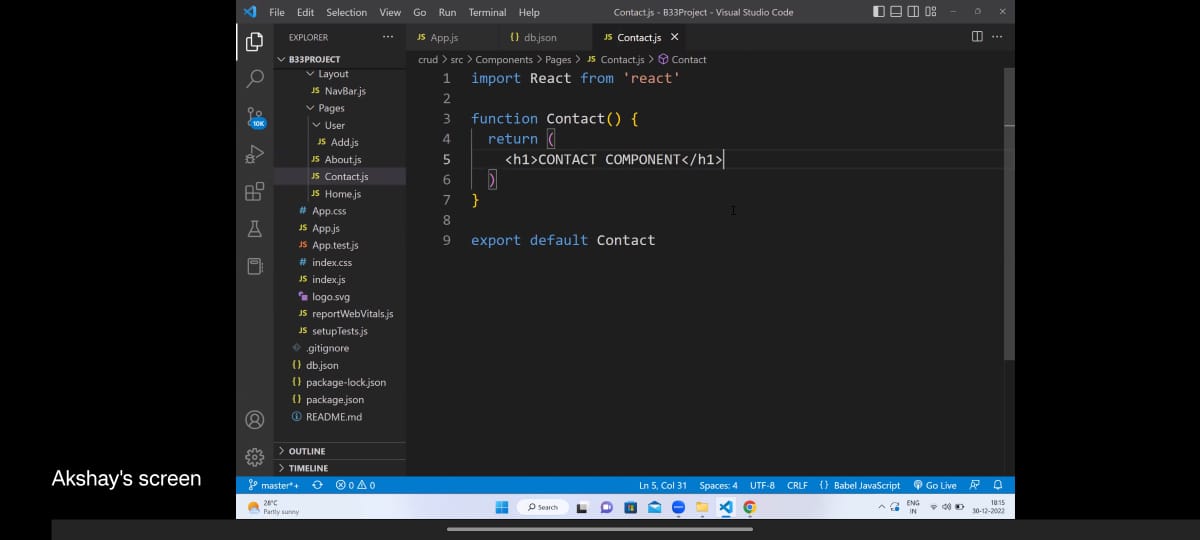 File Edit Selection View Go Run Terminal Help Contact.js - B33Project - Visual Studio Code
EXPLORER
B33PROJECT
Layout
JS NavBar.js
Pages
User
JS Add.js
JS About.js
JS Contact.js
JS Home.js
# App.css
JS App.js
JS App.test.js
# index.css
JS index.js
logo.svg
JS reportWebVitals.js
JS setupTests.js
.gitignore
{} db.json
{} package-lock.json
{} package.json
README.md
OUTLINE
TIMELINE
10K
JS App.js {} db.json JS Contact.js
crud > src > Components > Pages > JS Contact.js > Contact
1 import React from 'react'
2
3 function Contact() {
4 return (
5 <h1>CONTACT COMPONENT</h1>
6 )
7 }
8
9 export default Contact
master*+ 0 0 Ln 5, Col 31 Spaces: 4 UTF-8 CRLF {} Babel JavaScript Go Live
26°C
Partly sunny
Search
ENG
IN
18:15
30-12-2022
Akshay's screen